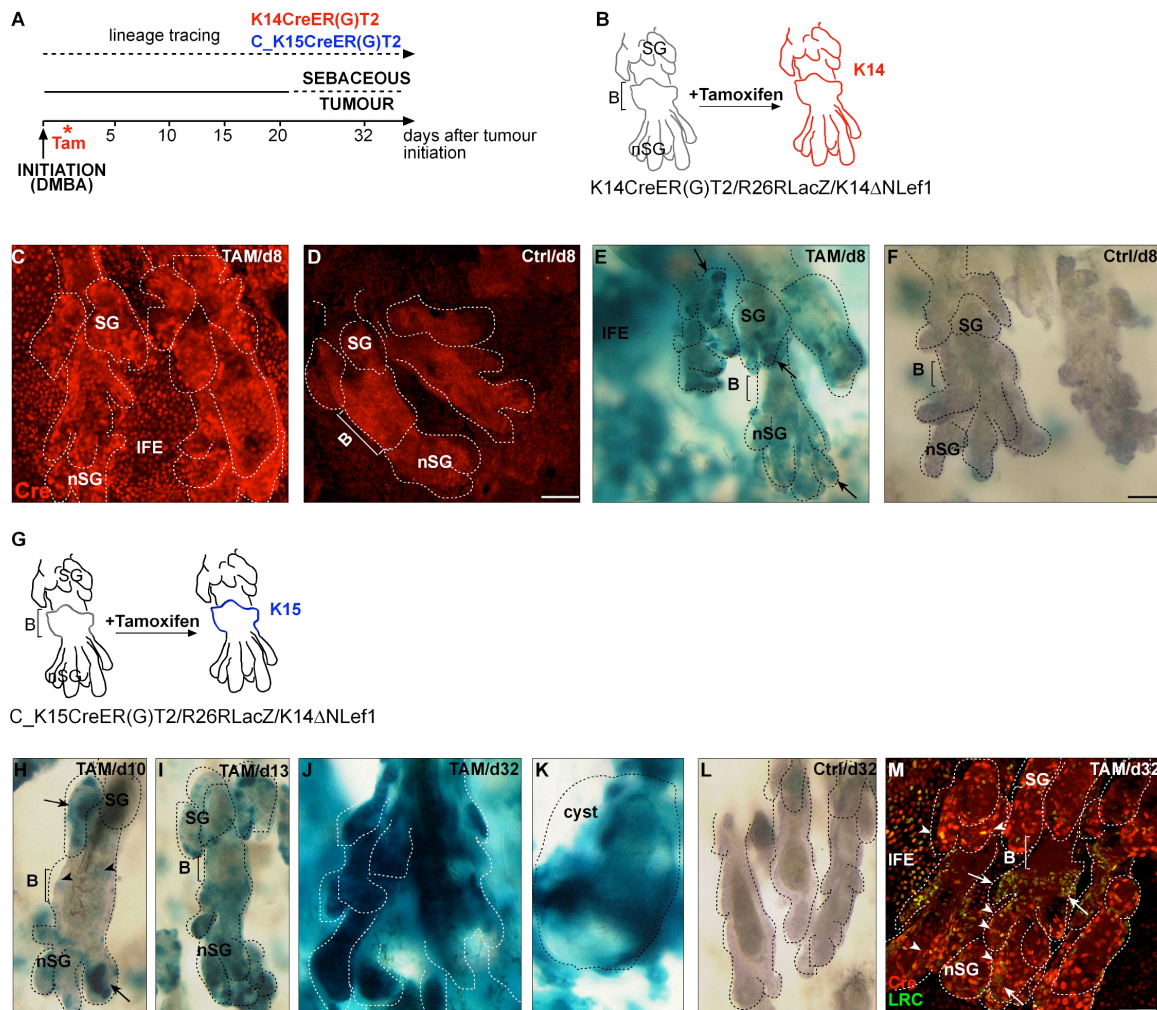 A
K14CreER(G)T2
lineage tracing
C_K15CreER(G)T2
SEBACEOUS
TUMOUR
*
Tam
5
10
15
20
32
days after tumour
initiation
INITIATION
(DMBA)
B
SG
B
nSG
+Tamoxifen
K14
K14CreER(G)T2/R26RLacZ/K14ΔNLef1
C
TAM/d8
SG
IFE
nSG
Cre
D
Ctrl/d8
SG
B
nSG
E
TAM/d8
IFE
SG
B
nSG
F
Ctrl/d8
SG
B
nSG
G
SG
B
nSG
+Tamoxifen
K15
C_K15CreER(G)T2/R26RLacZ/K14ΔNLef1
H
TAM/d10
SG
B
nSG
I
TAM/d13
SG
B
nSG
J
TAM/d32
K
cyst
L
Ctrl/d32
M
TAM/d32
SG
B
IFE
nSG
Cre
LRC